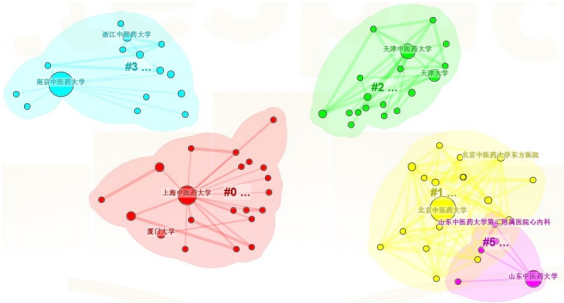 浙江中医药大学
#3 ...
南京中医药大学
天津中医药大学
天津大学
#2 ...
上海中医药大学
#0 ...
厦门大学
北京中医药大学东方医院
#1 ...
北京中医药大学
山东中医药大学第二附属医院心内科
#5 ...
山东中医药大学